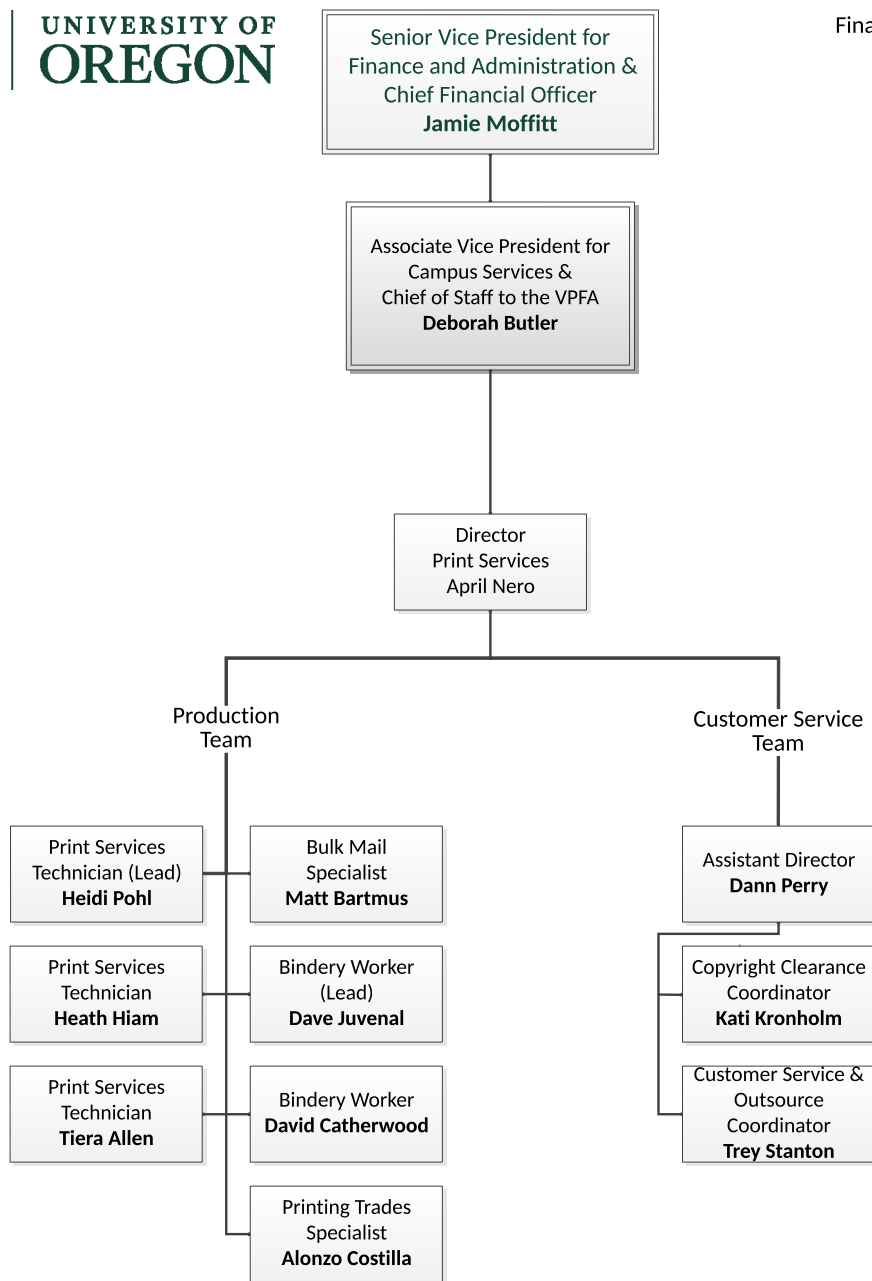 UNIVERSITY OF
OREGON
Fina
Senior Vice President for
Finance and Administration &
Chief Financial Officer
Jamie Moffitt
Associate Vice President for
Campus Services &
Chief of Staff to the VPFA
Deborah Butler
Director
Print Services
April Nero
Production
Team
Customer Service
Team
Print Services
Technician (Lead)
Heidi Pohl
Bulk Mail
Specialist
Matt Bartmus
Assistant Director
Dann Perry
Print Services
Technician
Heath Hiam
Bindery Worker
(Lead)
Dave Juvenal
Copyright Clearance
Coordinator
Kati Kronholm
Print Services
Technician
Tiera Allen
Bindery Worker
David Catherwood
Customer Service &
Outsource
Coordinator
Trey Stanton
Printing Trades
Specialist
Alonzo Costilla